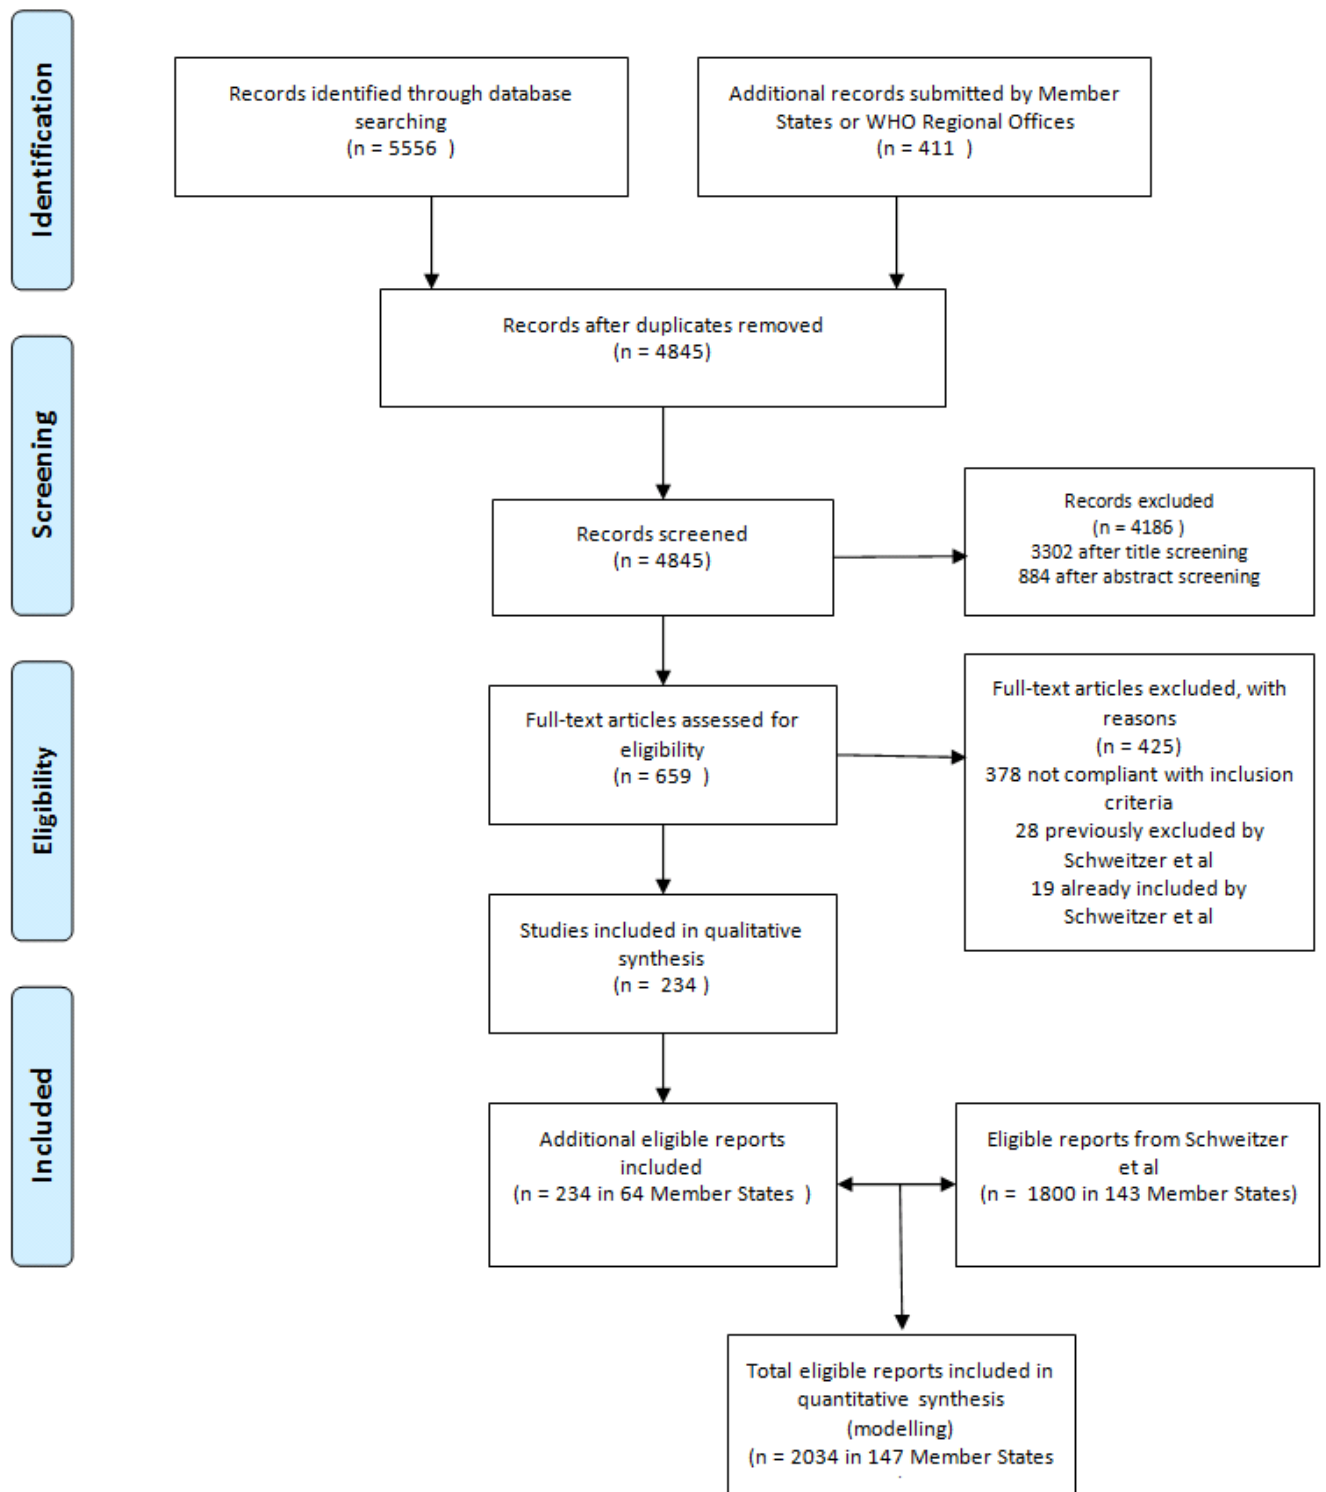 Identification
Records identified through database
searching
(n = 5556 )
Additional records submitted by Member
States or WHO Regional Offices
(n = 411 )
Records after duplicates removed
(n = 4845)
Screening
Records screened
(n = 4845)
Records excluded
(n = 4186 )
3302 after title screening
884 after abstract screening
Eligibility
Full-text articles assessed for
eligibility
(n = 659 )
Full-text articles excluded, with
reasons
(n = 425)
378 not compliant with inclusion
criteria
28 previously excluded by
Schweitzer et al
19 already included by
Schweitzer et al
Studies included in qualitative
synthesis
(n = 234 )
Included
Additional eligible reports
included
(n = 234 in 64 Member States )
Eligible reports from Schweitzer
et al
(n = 1800 in 143 Member States)
Total eligible reports included in
quantitative synthesis
(modelling)
(n = 2034 in 147 Member States